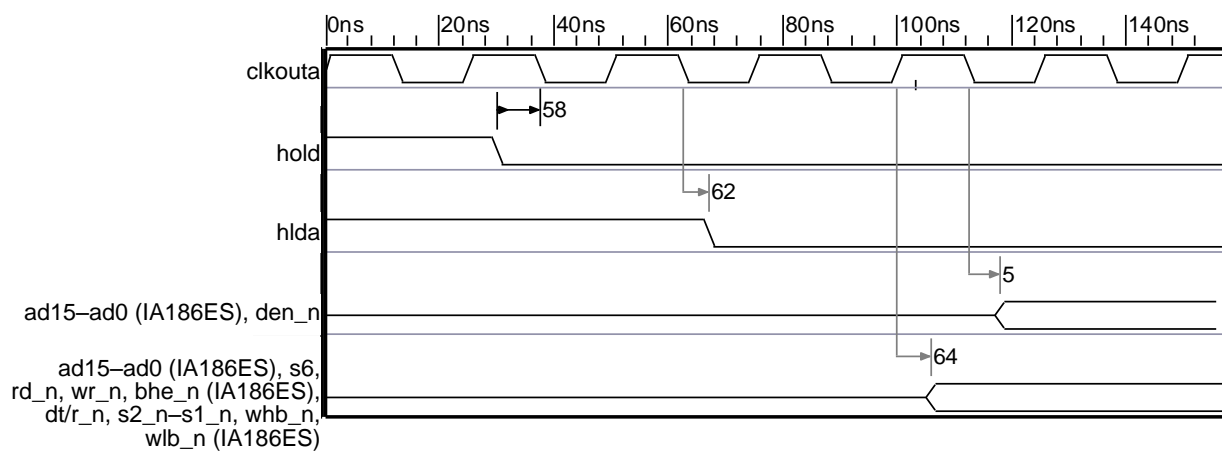 0ns 20ns 40ns 60ns 80ns 100ns 120ns 140ns
clkouta
58
hold
62
hlda
5
ad15–ad0 (IA186ES), den_n
64
ad15–ad0 (IA186ES), s6,
rd_n, wr_n, bhe_n (IA186ES),
dt/r_n, s2_n–s1_n, whb_n,
wlb_n (IA186ES)